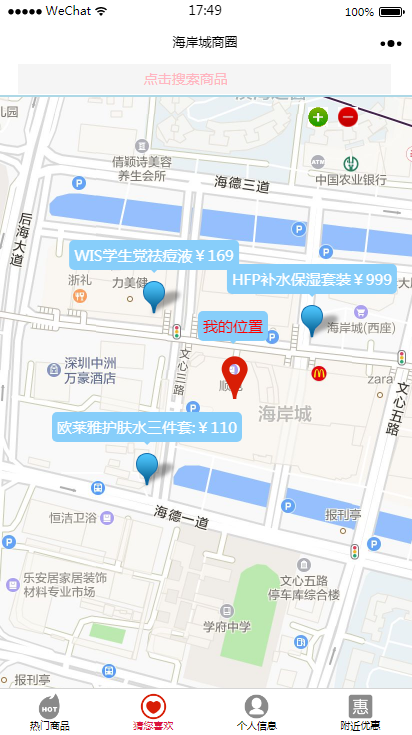 WeChat
17:49
100%
海岸城商圈
点击搜索商品
儿园
倩颖诗美容
养生会所
ATM
中国农业银行
海德三道
后海大道
WIS学生党祛痘液￥169
HFP补水保湿套装￥999
浙礼
力美健
我的位置
海岸城(西座)
深圳中洲
万豪酒店
文心三路
zara
文心五路
海岸城
欧莱雅护肤水三件套:￥110
恒洁卫浴
海德一道
报刊亭
乐安居家居装饰
材料专业市场
文心五路
停车库综合楼
学府中学
报刊亭
HOT
热门商品
猜您喜欢
个人信息
惠
附近优惠